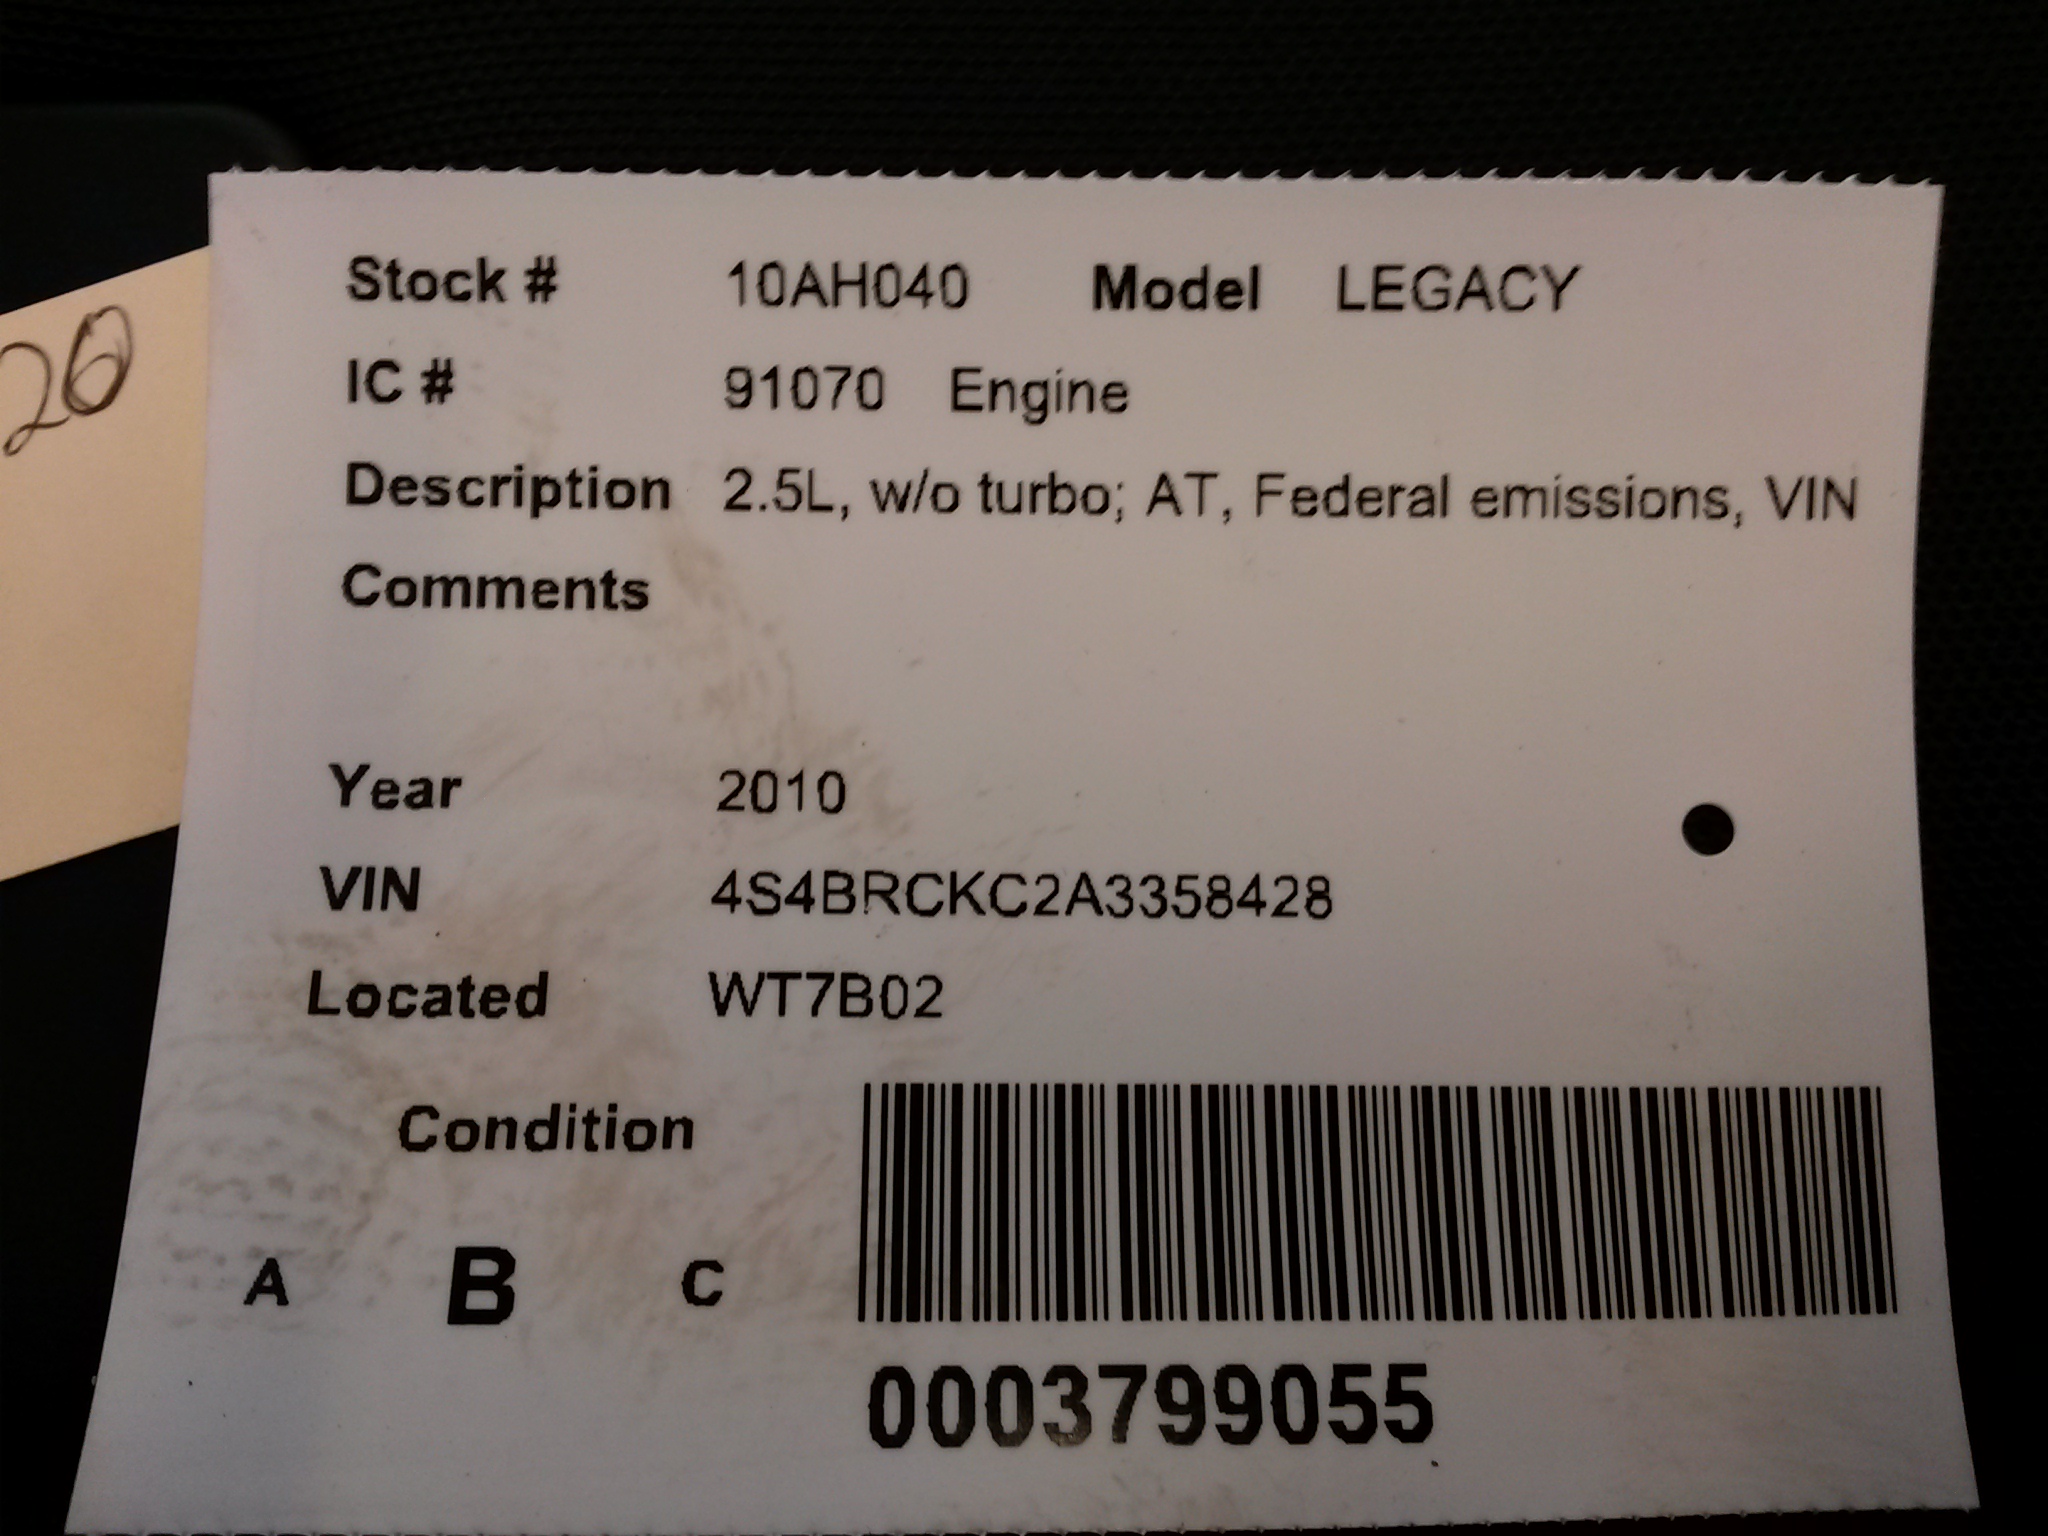 20
Stock # 10AH040 Model LEGACY
IC # 91070 Engine
Description 2.5L, w/o turbo; AT, Federal emissions, VIN
Comments
Year 2010
VIN 4S4BRCKC2A3358428
Located WT7B02
Condition
A B C
0003799055